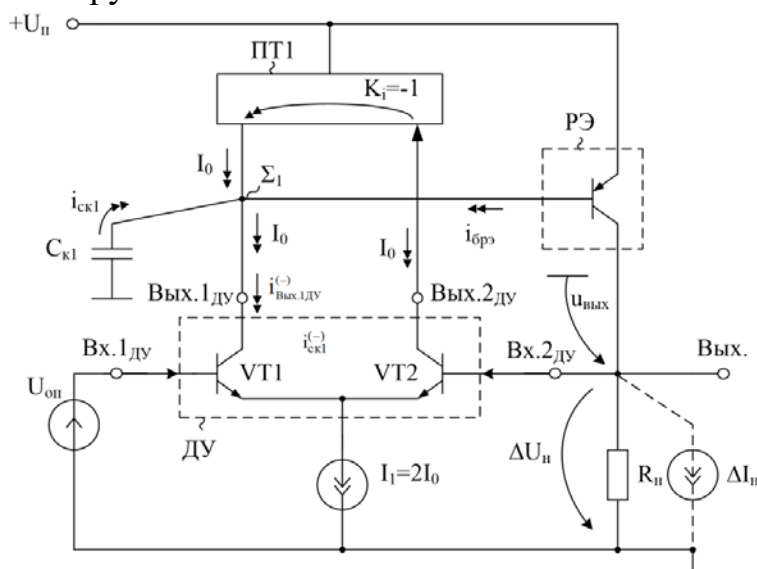 ру
+Uп
ПТ1
Ki=-1
РЭ
I0
Σ1
iск1
Cк1
I0
I0
iбрэ
Вых.1ДУ
i(−)Вых.1ДУ
Вых.2ДУ
uвых
Вх.1ДУ
i(−)ск1
Вх.2ДУ
Вых.
VT1
VT2
Uоп
ДУ
I1=2I0
ΔUн
Rн
ΔIн